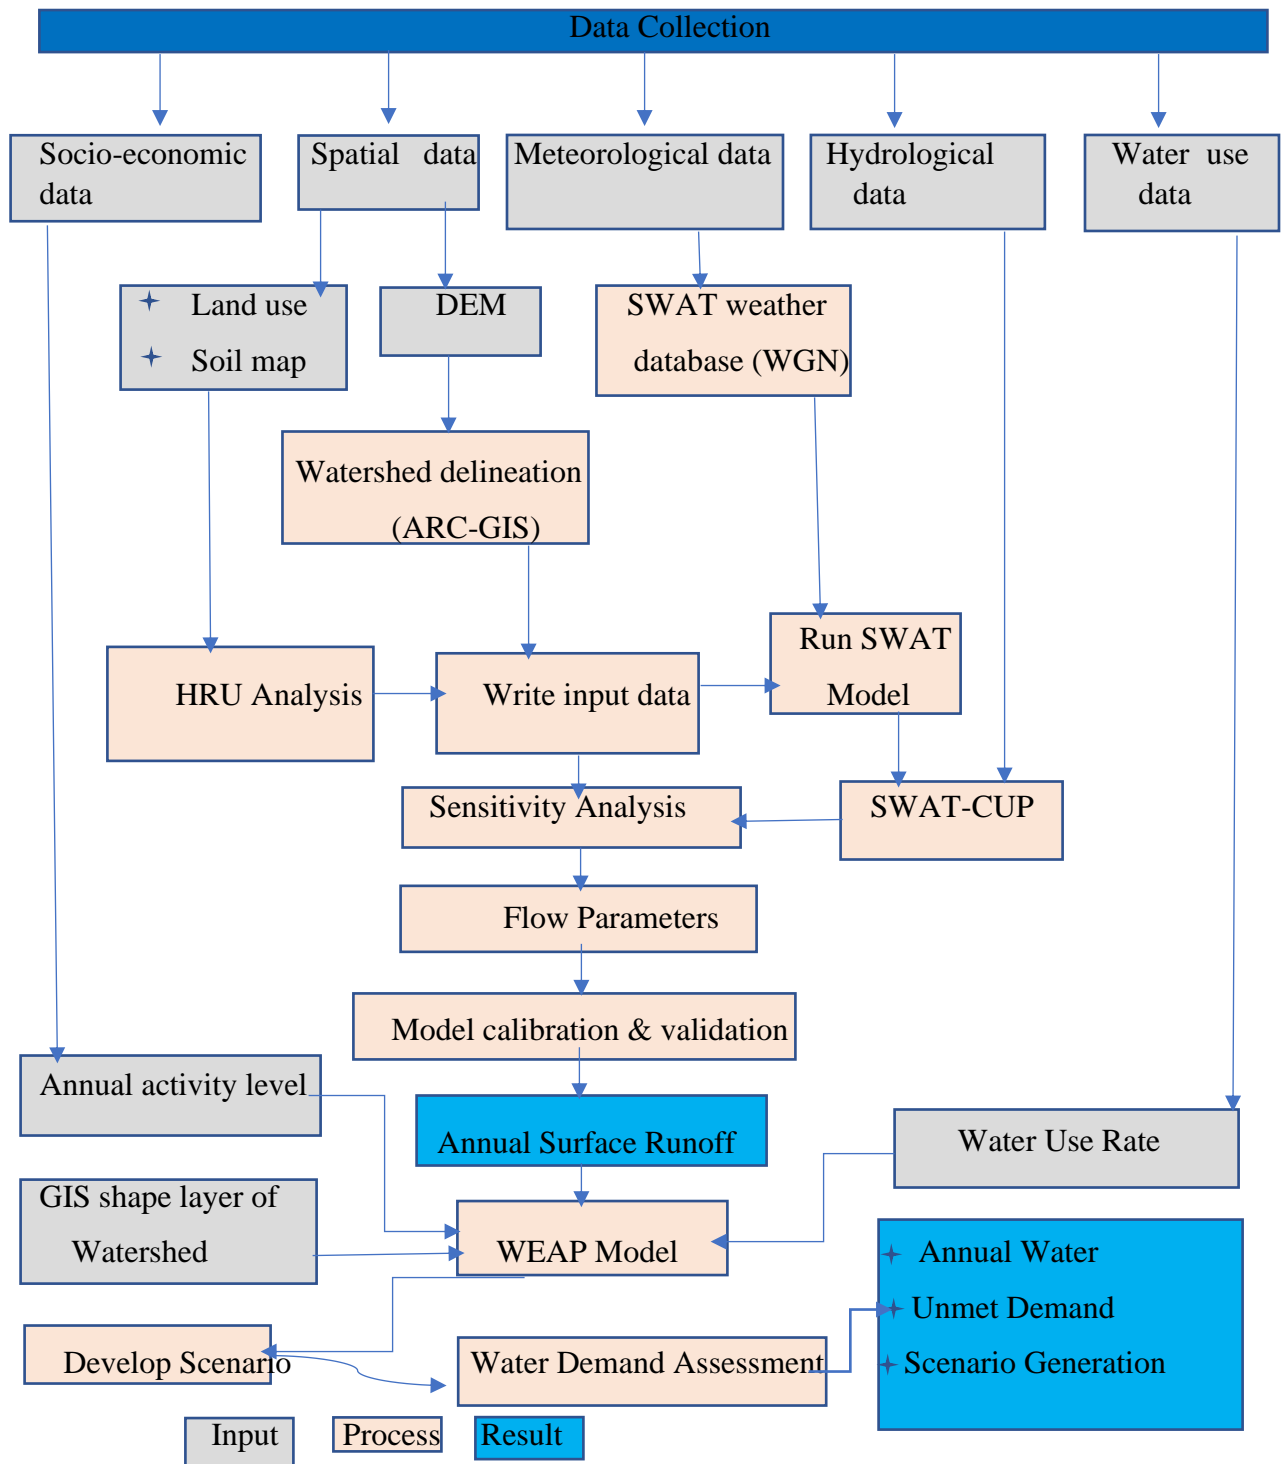 Data Collection
Socio-economic
data
Spatial data
Meteorological data
Hydrological
data
Water use
data
Land use
Soil map
DEM
SWAT weather
database (WGN)
Watershed delineation
(ARC-GIS)
HRU Analysis
Write input data
Run SWAT
Model
Sensitivity Analysis
SWAT-CUP
Flow Parameters
Model calibration & validation
Annual activity level
Annual Surface Runoff
Water Use Rate
GIS shape layer of
Watershed
WEAP Model
Annual Water
Unmet Demand
Scenario Generation
Develop Scenario
Water Demand Assessment
Input
Process
Result